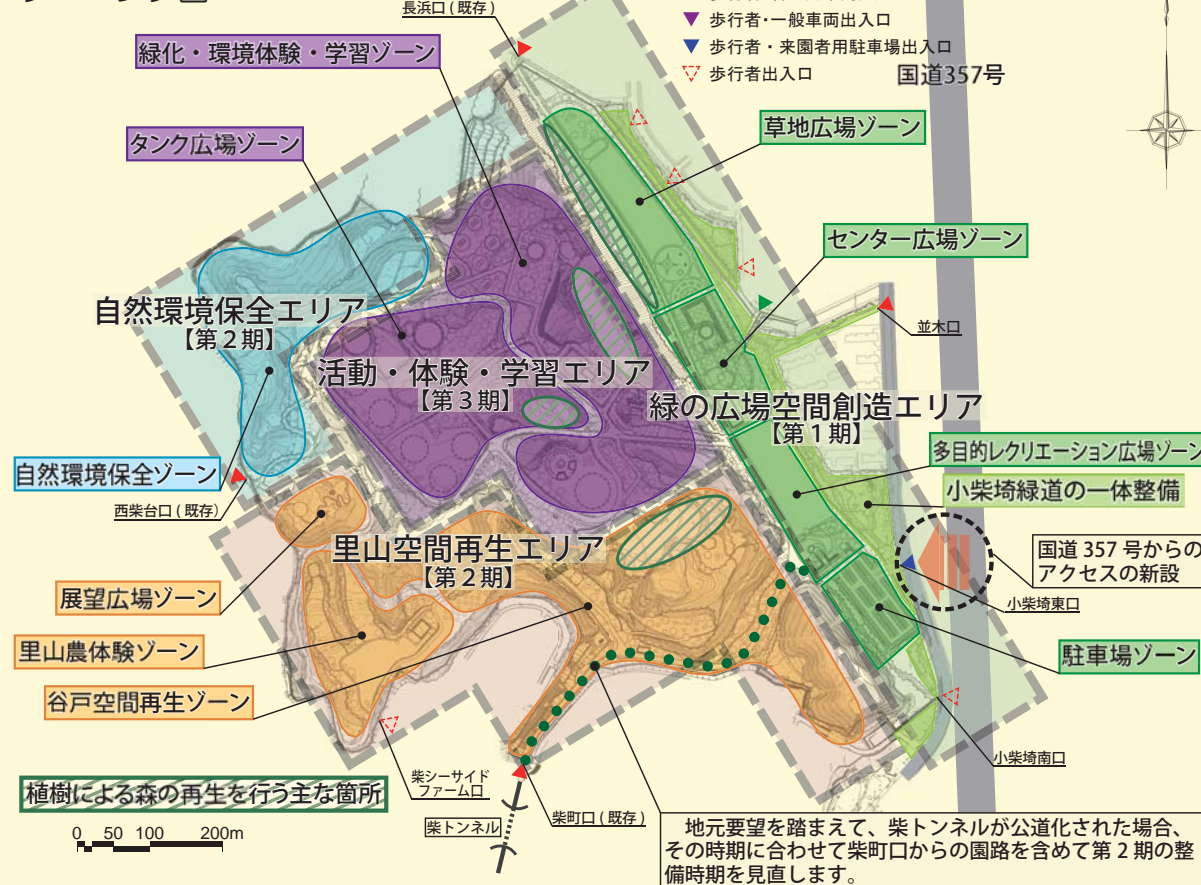 長浜口 ( 既存 )
歩行者・一般車両出入口
歩行者・来園者用駐車場出入口
歩行者出入口
国道357号
緑化・環境体験・学習ゾーン
タンク広場ゾーン
草地広場ゾーン
センター広場ゾーン
並木口
自然環境保全エリア
【第２期】
活動・体験・学習エリア
【第３期】
緑の広場空間創造エリア
【第１期】
多目的レクリエーション広場ゾーン
小柴埼緑道の一体整備
自然環境保全ゾーン
西柴台口 ( 既存 )
里山空間再生エリア
【第２期】
国道 357 号からの
アクセスの新設
小柴埼東口
展望広場ゾーン
里山農体験ゾーン
谷戸空間再生ゾーン
駐車場ゾーン
小柴埼南口
柴シーサイド
ファーム口
柴町口 ( 既存 )
柴トンネル
植樹による森の再生を行う主な箇所
0 50 100 200m
地元要望を踏まえて、柴トンネルが公道化された場合、
その時期に合わせて柴町口からの園路を含めて第 2 期の整
備時期を見直します。